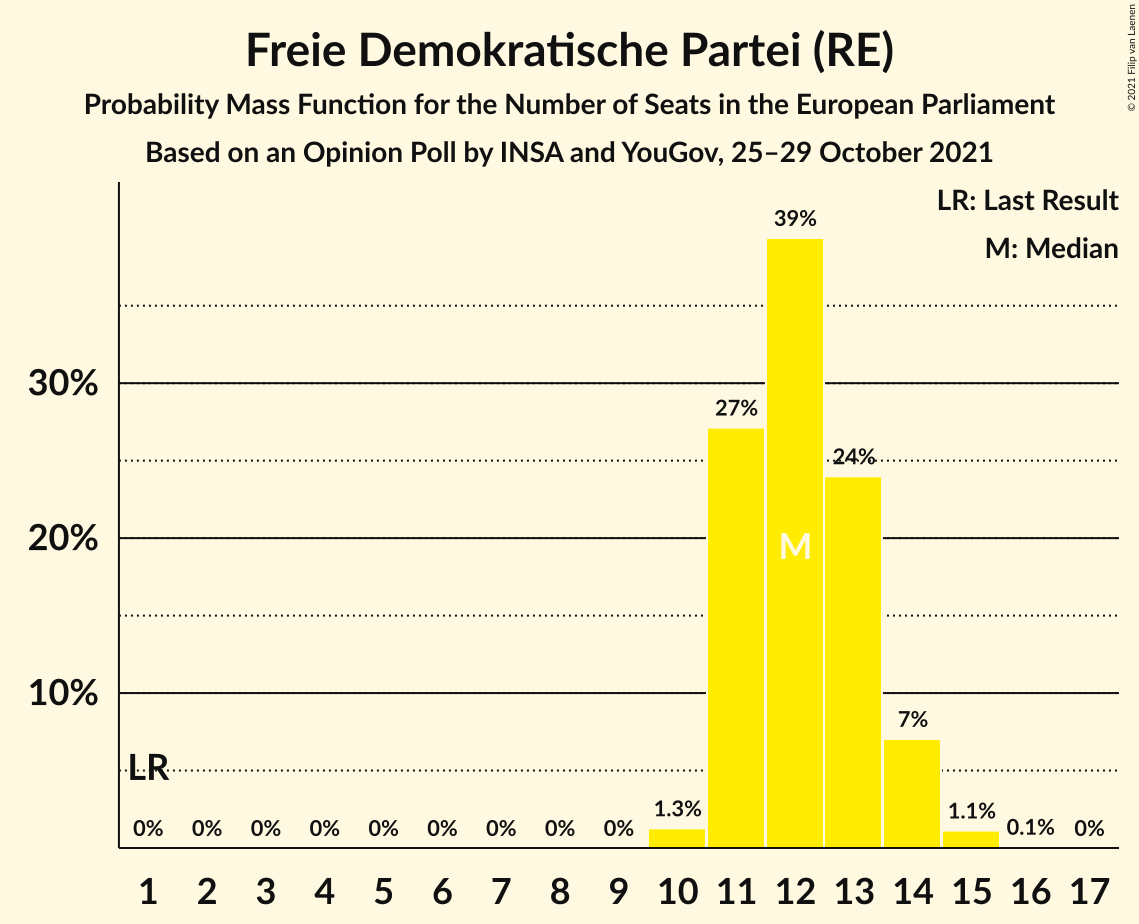 Freie Demokratische Partei (RE)
Probability Mass Function for the Number of Seats in the European Parliament
Based on an Opinion Poll by INSA and YouGov, 25–29 October 2021
© 2021 Filip van Laenen
LR: Last Result
M: Median
39%
30%
27%
24%
20%
M
10%
7%
LR
0% 0% 0% 0% 0% 0% 0% 0% 0% 1.3% 1.1% 0.1% 0%
1 2 3 4 5 6 7 8 9 10 11 12 13 14 15 16 17